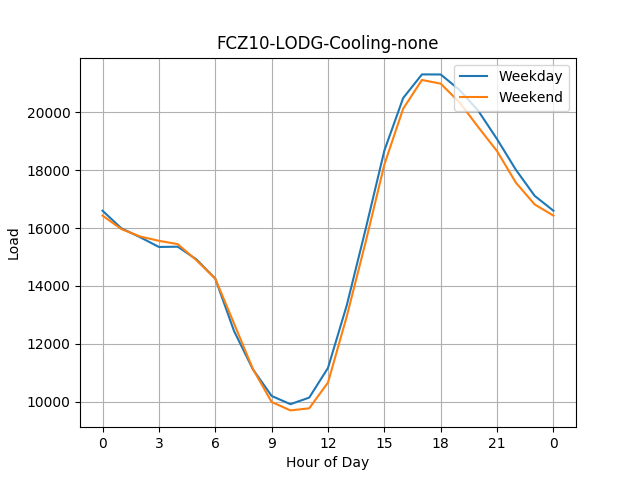 FCZ10-LODG-Cooling-none
Weekday
Weekend
20000
18000
16000
14000
12000
10000
Load
0 3 6 9 12 15 18 21 0
Hour of Day